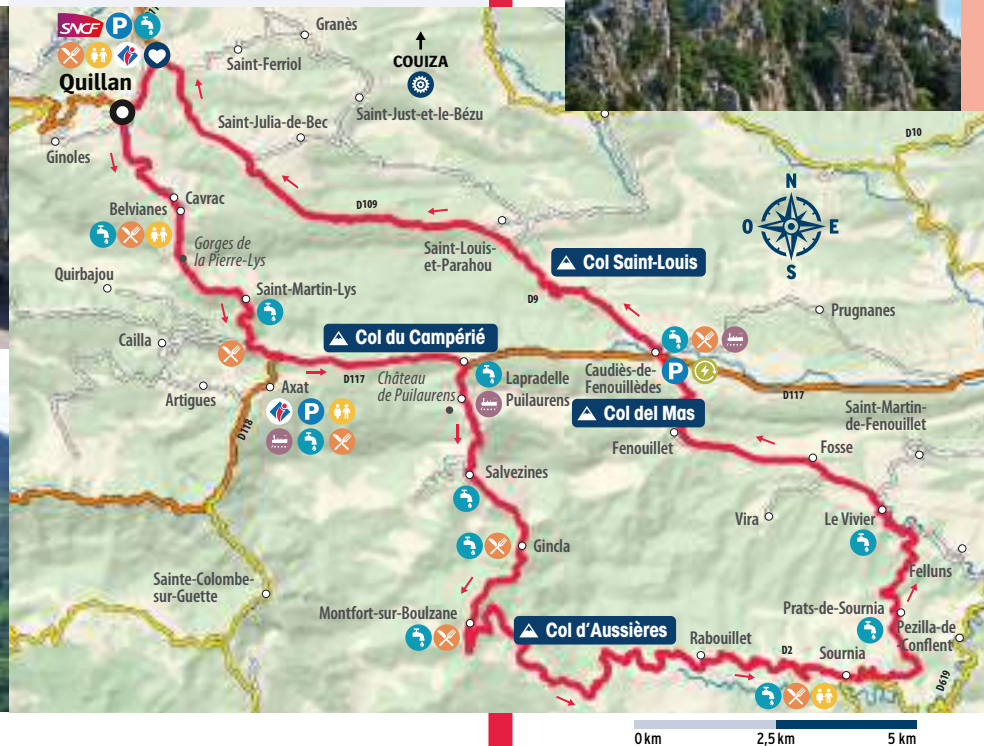 SNCF P
Granès
Saint-Ferriol
COUIZA
Quillan
Saint-Just-et-le-Bézu
Saint-Julia-de-Bec
D10
Ginoles
N
O E
S
Cavrac
Belvianes
D109
Gorges de
la Pierre-Lys
Saint-Louis-
et-Parahou
Col Saint-Louis
Quirbajou
Saint-Martin-Lys
D9
Prugnanes
Cailla
Col du Campérié
Caudiès-de-
Fenouillèdes
P
Lapradelle
Puilaurens
Château
de Puilaurens
D117
D117
Artigues
Axat
P
Col del Mas
Saint-Martin-
de-Fenouillet
D118
Fenouillet
Fosse
Salvezines
Vira
Le Vivier
Gincla
Felluns
Sainte-Colombe-
sur-Guette
Montfort-sur-Boulzane
Prats-de-Sournia
Pezilla-de-
-Conflent
Col d'Aussières
Rabouillet
D2
Sournia
D619
0 km 2,5 km 5 km